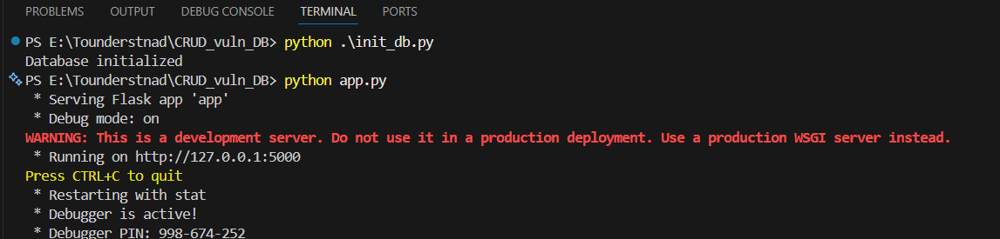 PROBLEMS OUTPUT DEBUG CONSOLE TERMINAL PORTS
PS E:\Tounderstnad\CRUD_vuln_DB> python .\init_db.py
Database initialized
PS E:\Tounderstnad\CRUD_vuln_DB> python app.py
 * Serving Flask app 'app'
 * Debug mode: on
WARNING: This is a development server. Do not use it in a production deployment. Use a production WSGI server instead.
 * Running on http://127.0.0.1:5000
Press CTRL+C to quit
 * Restarting with stat
 * Debugger is active!
 * Debugger PIN: 998-674-252